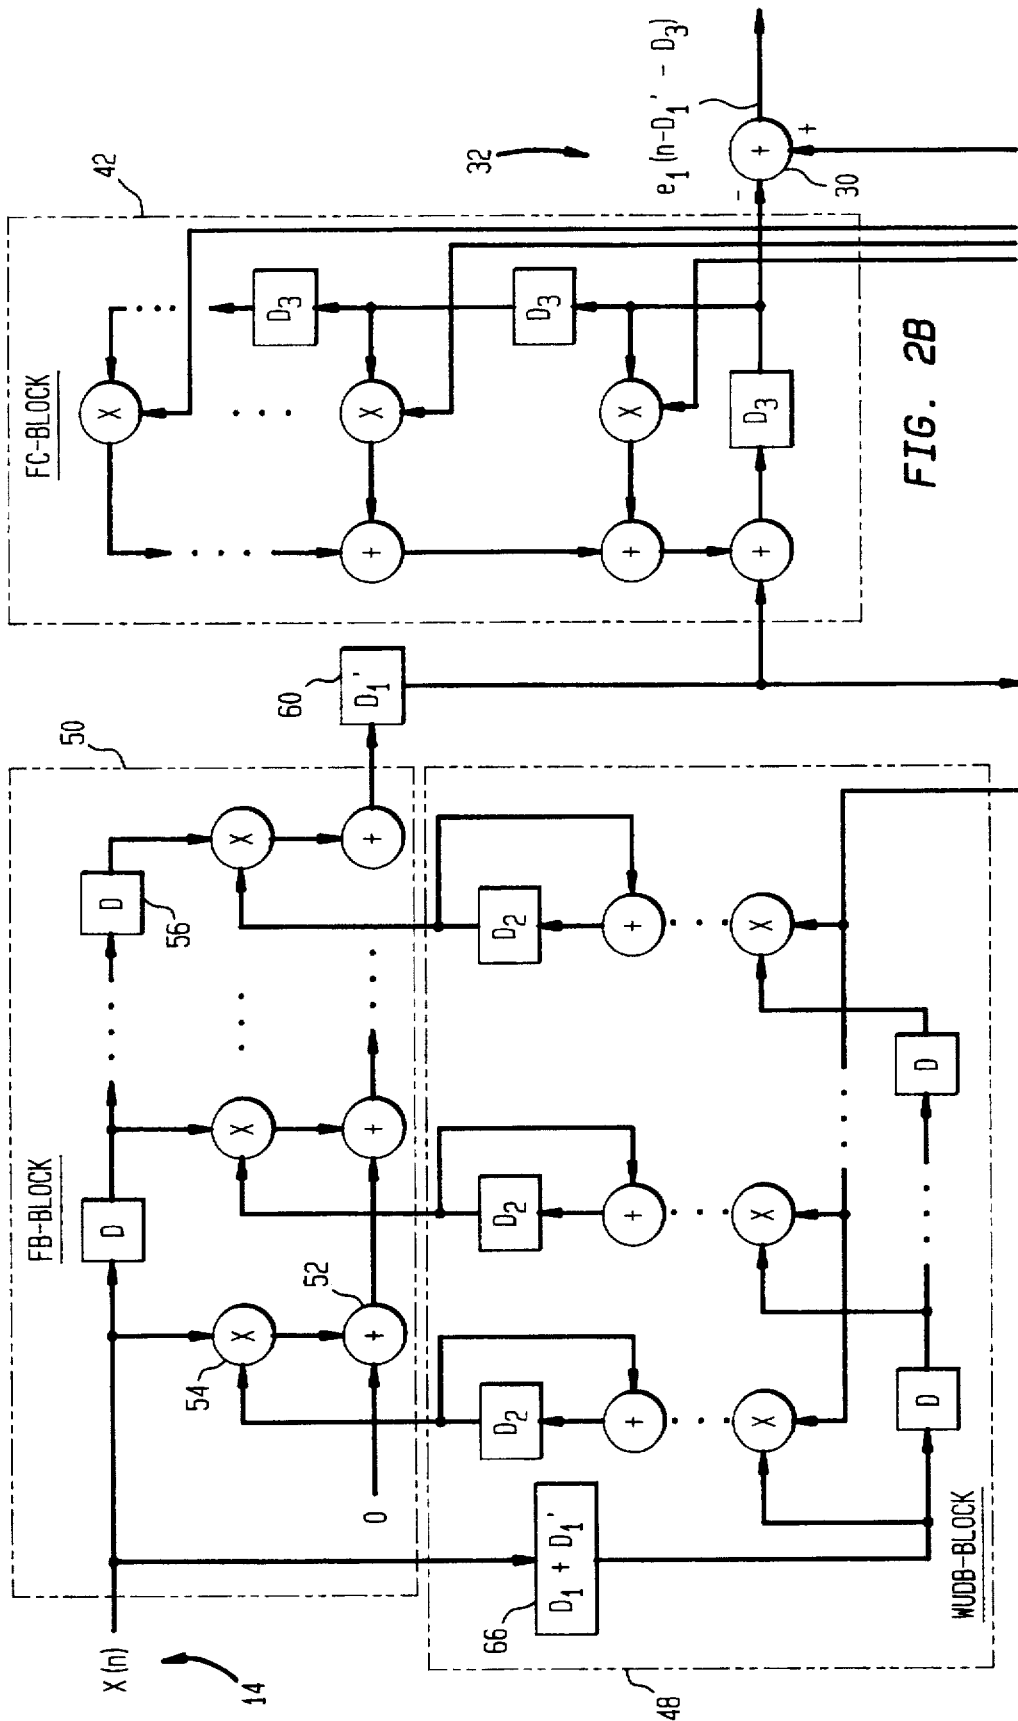 X(n)
14
FB-BLOCK
50
D
D
56
X
54
X
X
0
+
52
+
+
D1'
60
66
D1 + D1'
D2
D2
D2
+
+
+
X
X
X
D
D
WUDB-BLOCK
48
FC-BLOCK
42
X
X
X
D3
D3
+
+
+
D3
32
e1(n-D1' - D3)
-
+
+
30
FIG. 2B